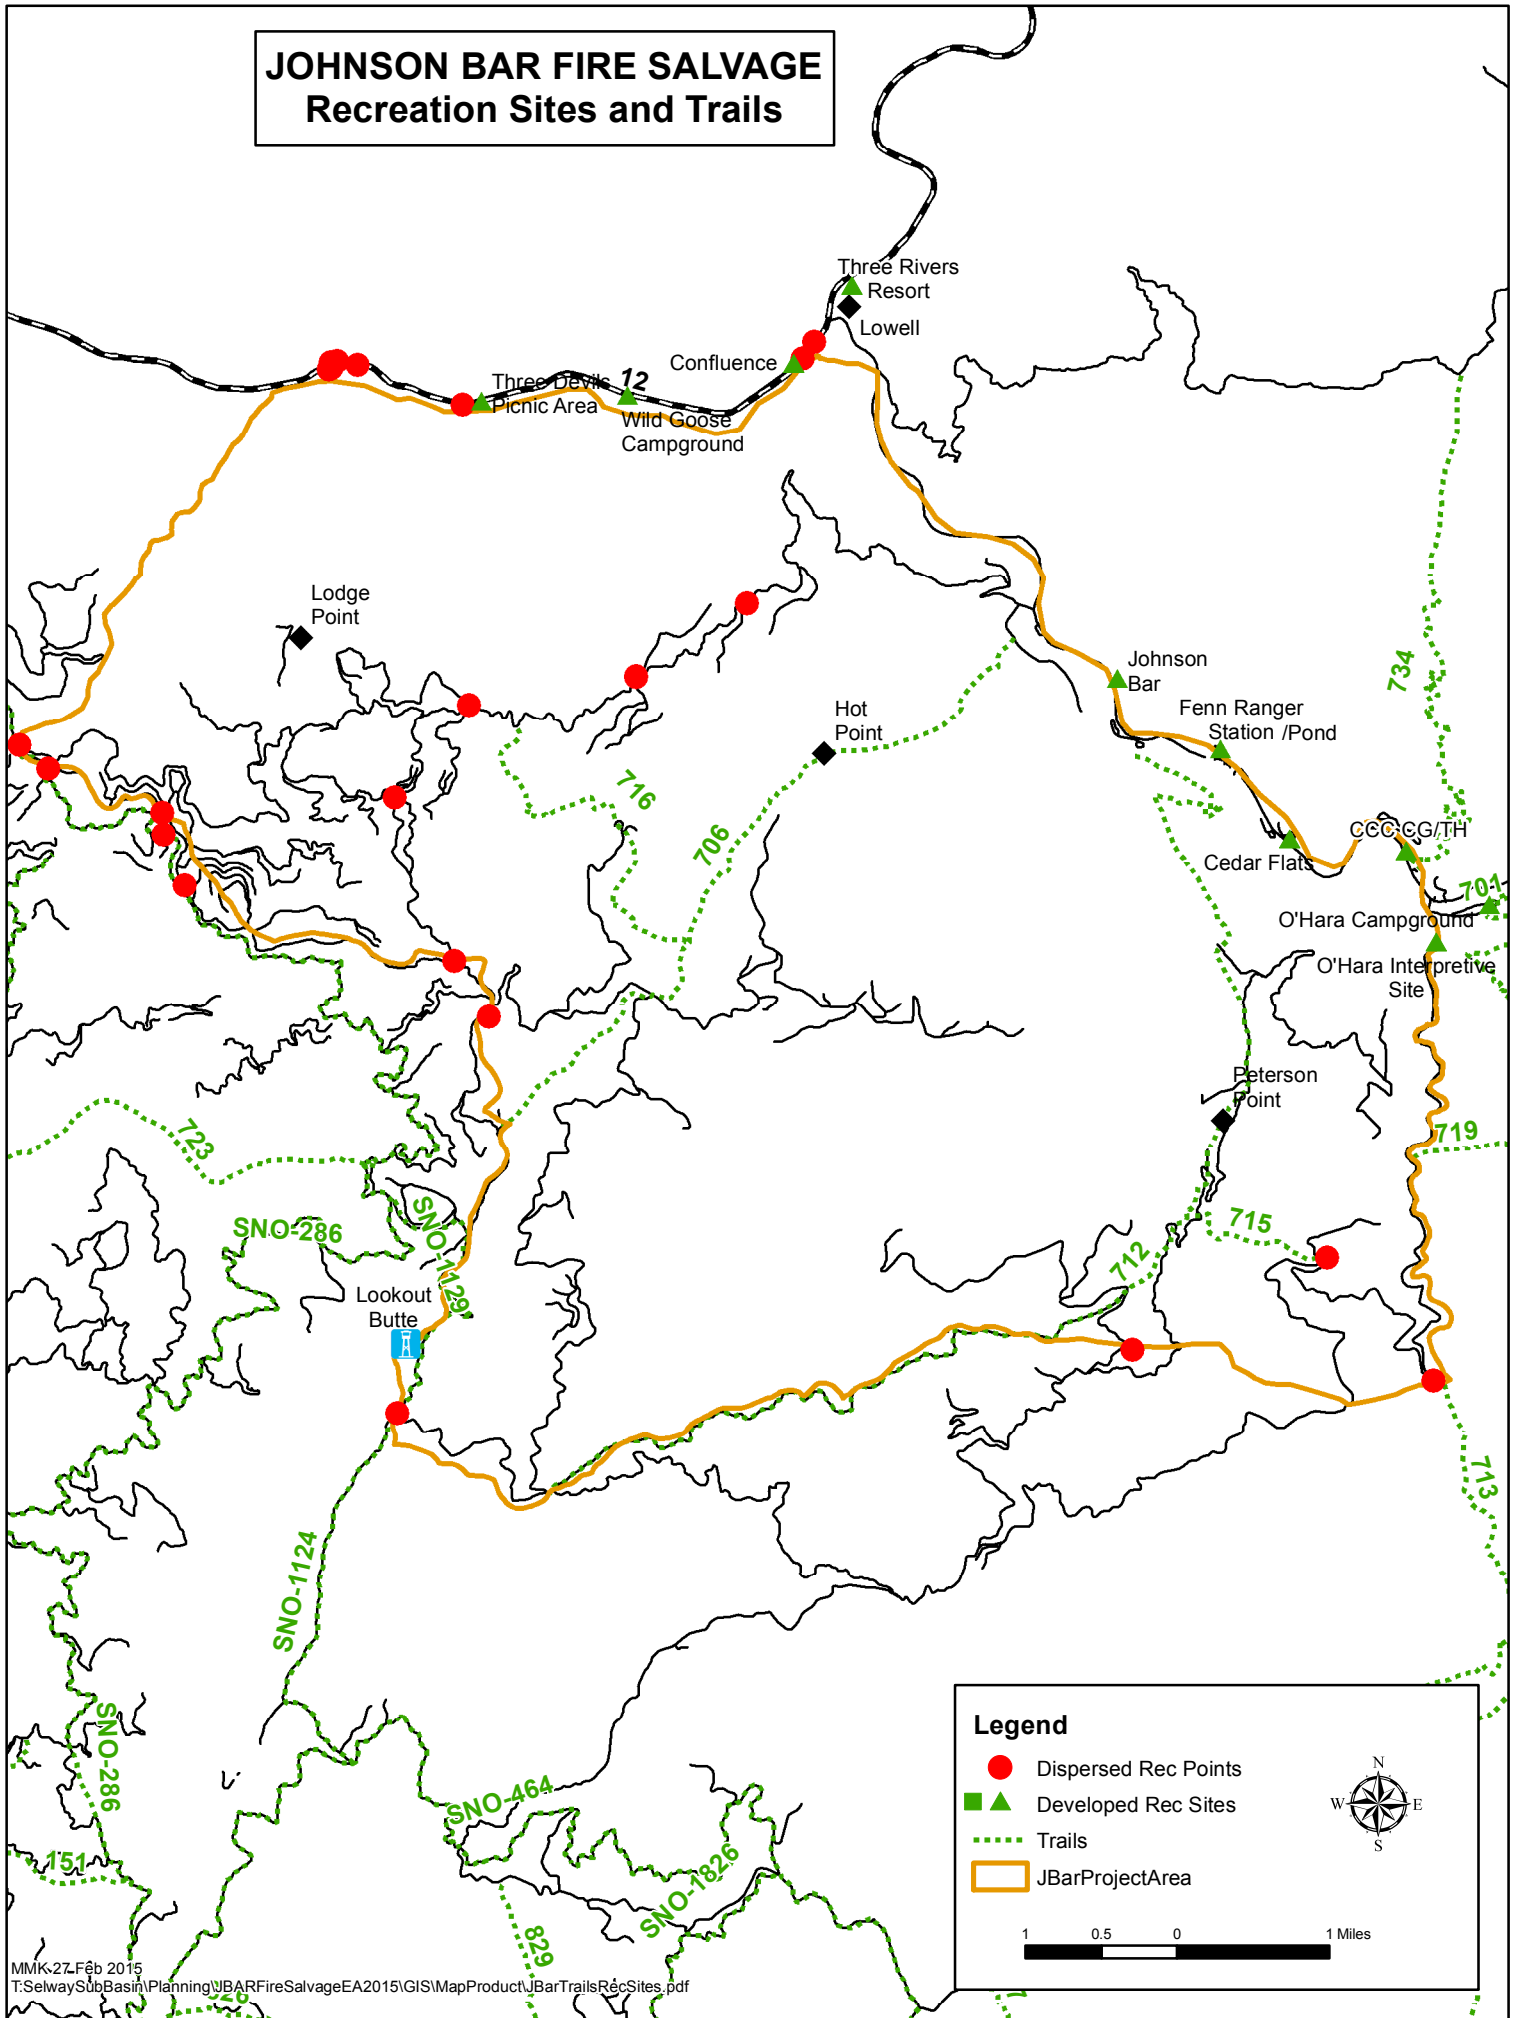 JOHNSON BAR FIRE SALVAGE
Recreation Sites and Trails
Three Rivers
Resort
Lowell
Confluence
Three Devils
Picnic Area
12
Wild Goose
Campground
Lodge
Point
Johnson
Bar
734
Hot
Point
Fenn Ranger
Station /Pond
716
706
CCC CG/TH
Cedar Flats
701
O'Hara Campground
O'Hara Interpretive
Site
Peterson
Point
723
719
SNO-286
SNO-1129
715
712
Lookout
Butte
713
SNO-1124
SNO-286
SNO-464
151
SNO-1826
829
Legend
Dispersed Rec Points
Developed Rec Sites
Trails
JBarProjectArea
N
W E
S
1 0.5 0 1 Miles
MMK 27 Feb 2015
T:SelwaySubBasin\Planning\JBARFireSalvageEA2015\GIS\MapProduct\JBarTrailsRecSites.pdf